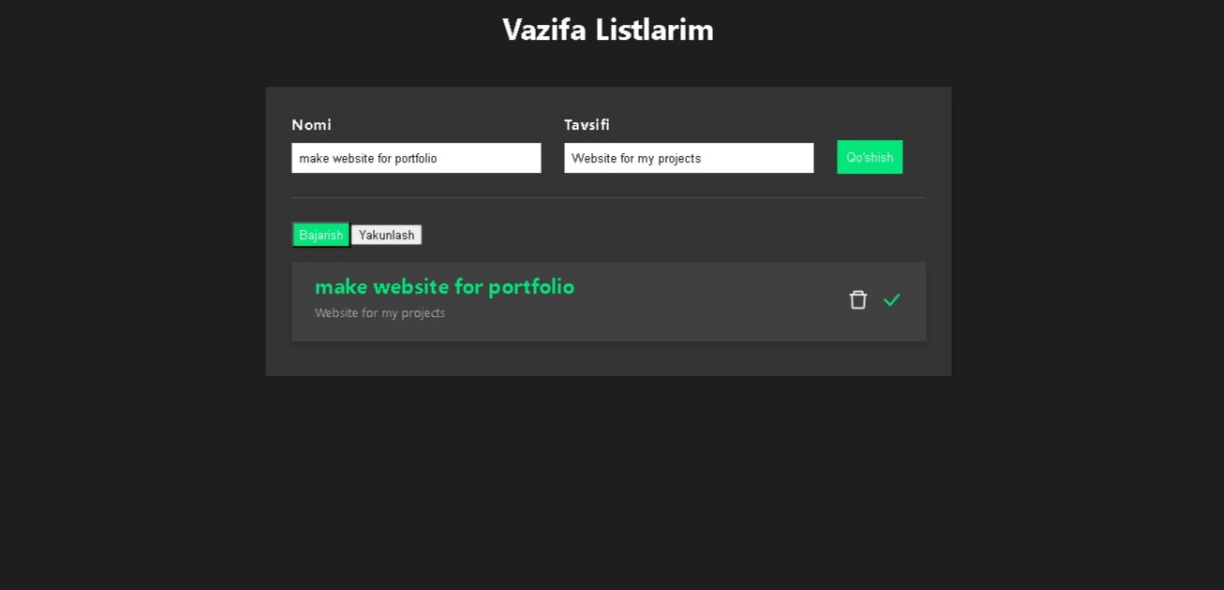 Vazifa Listlarim
Nomi Tavsifi
make website for portfolio Website for my projects Qo'shish
Bajarish Yakunlash
make website for portfolio
Website for my projects